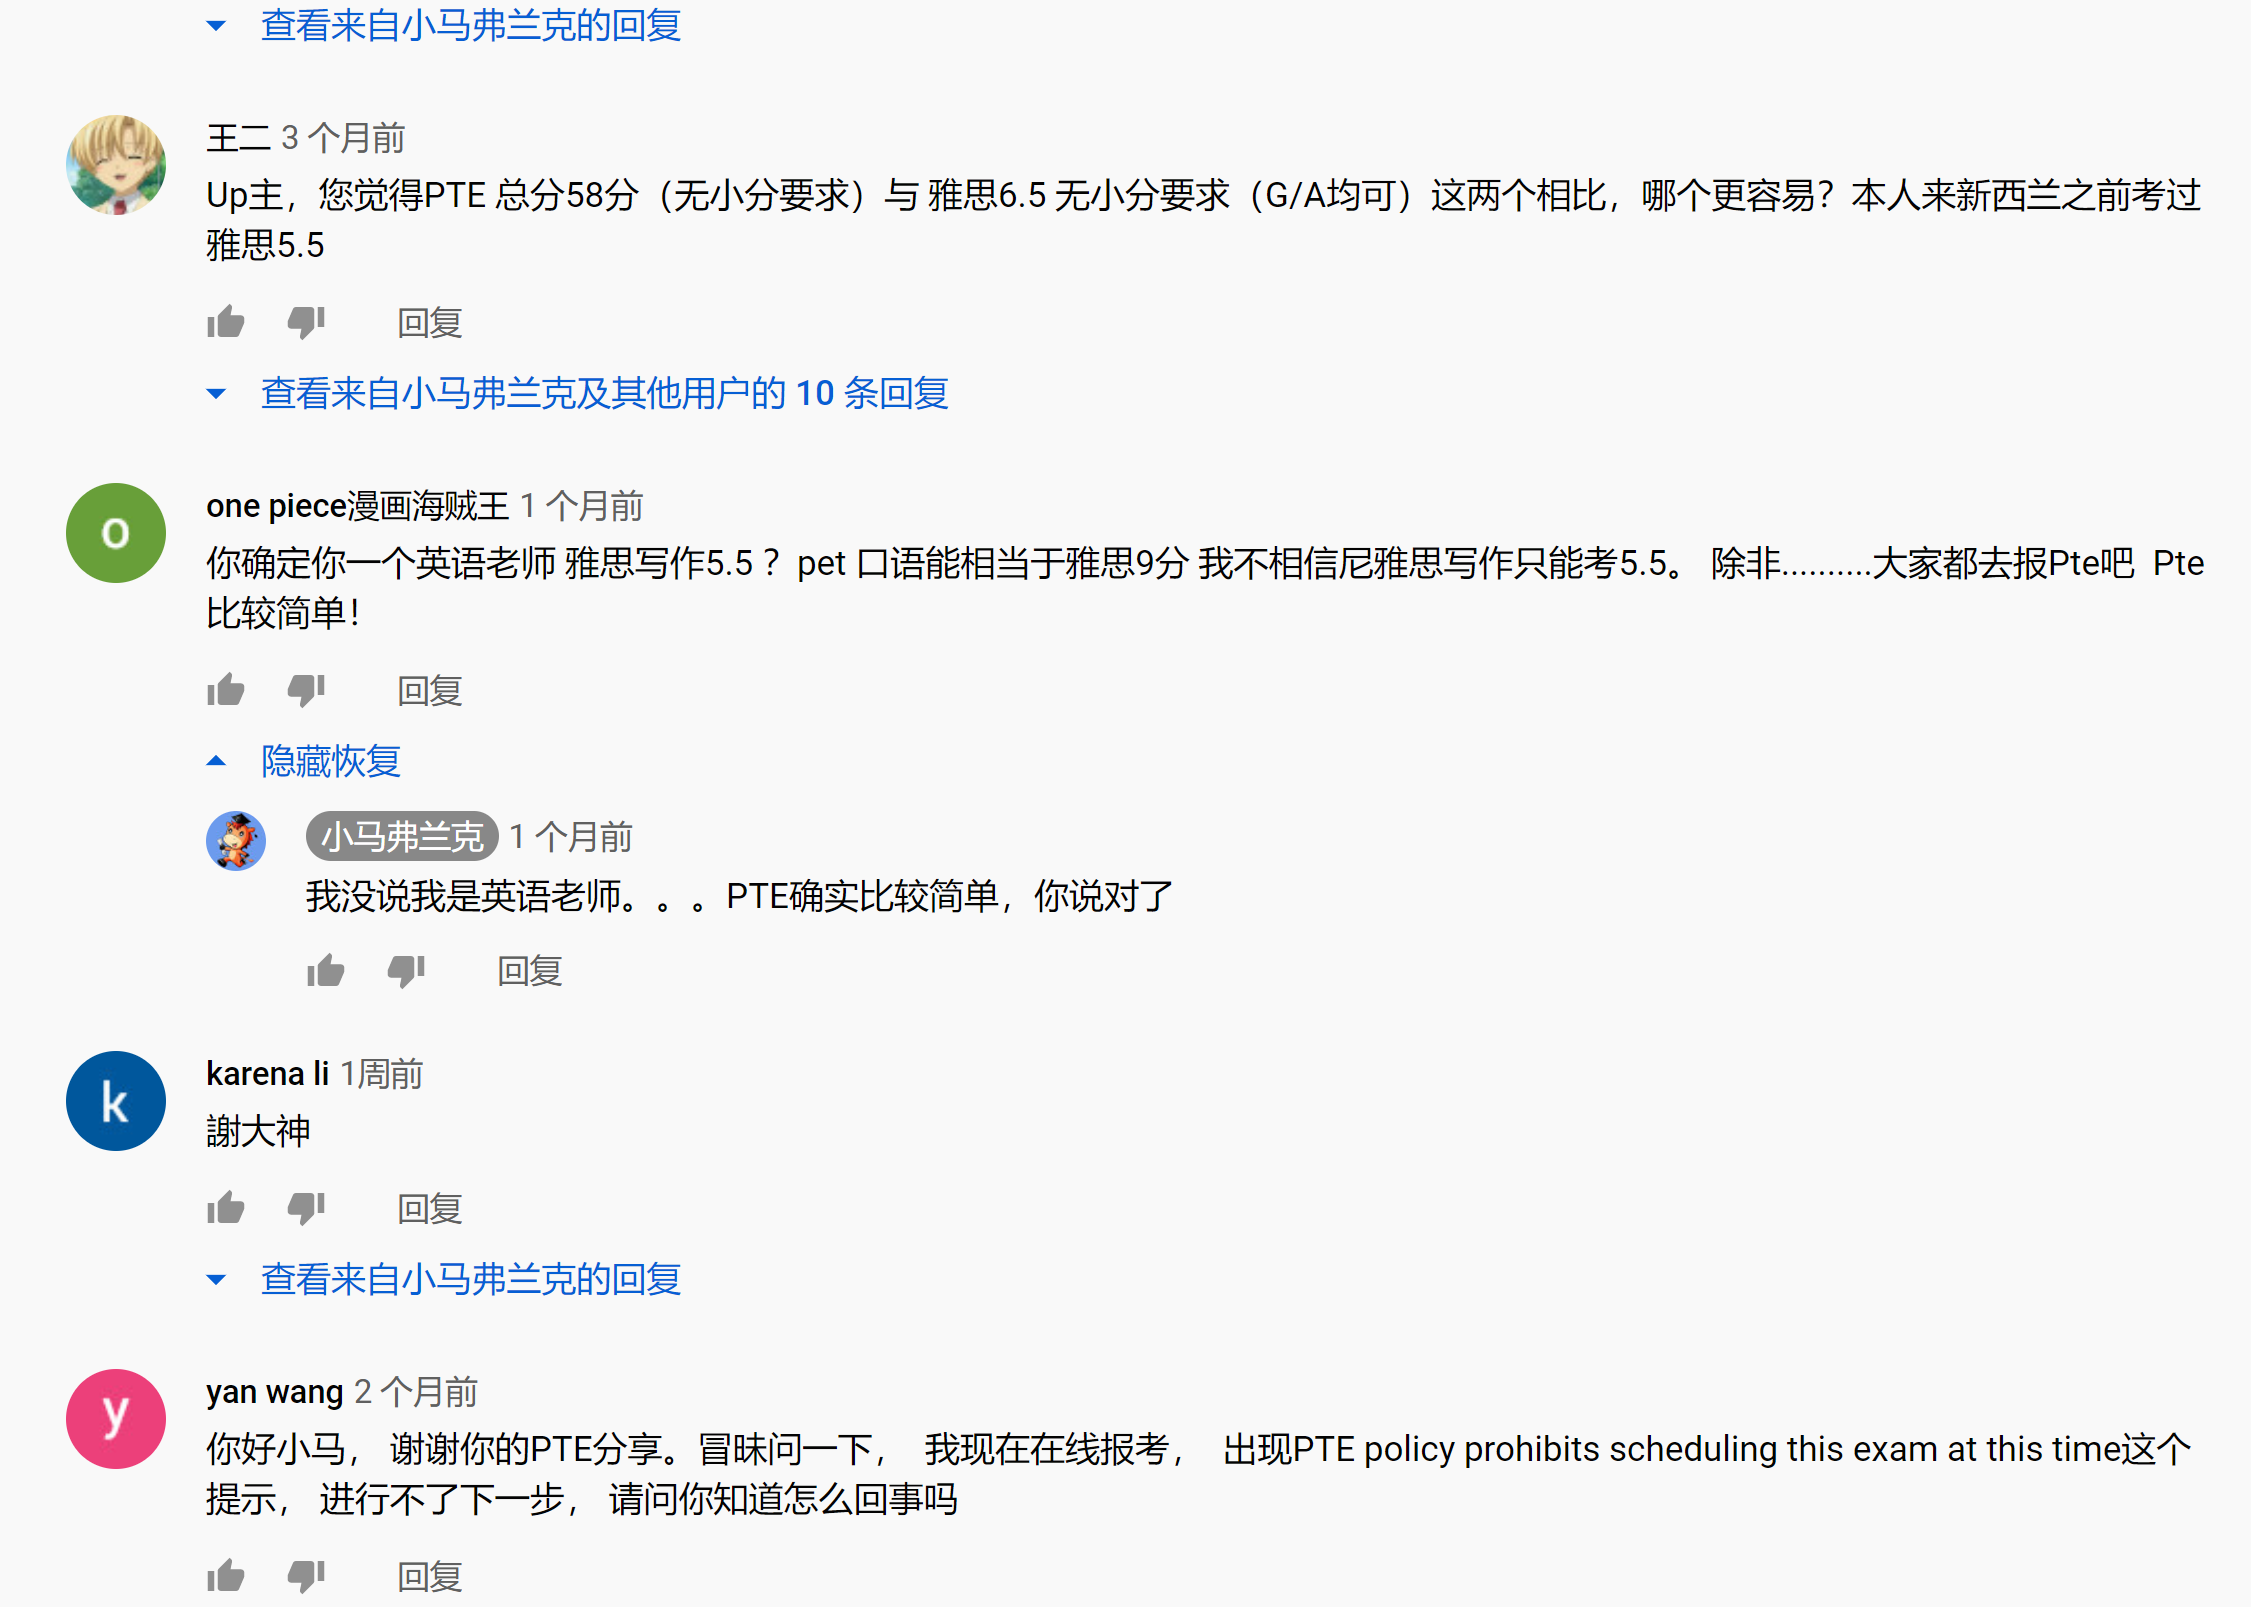 查看来自小马弗兰克的回复
王二 3 个月前
Up主，您觉得PTE 总分58分（无小分要求）与 雅思6.5 无小分要求（G/A均可）这两个相比，哪个更容易？本人来新西兰之前考过
雅思5.5
回复
查看来自小马弗兰克及其他用户的 10 条回复
o
one piece漫画海贼王 1 个月前
你确定你一个英语老师 雅思写作5.5 ？ pet 口语能相当于雅思9分 我不相信尼雅思写作只能考5.5。 除非..........大家都去报Pte吧  Pte
比较简单！
回复
隐藏恢复
小马弗兰克 1 个月前
我没说我是英语老师。。。PTE确实比较简单，你说对了
回复
k
karena li 1周前
謝大神
回复
查看来自小马弗兰克的回复
y
yan wang 2 个月前
你好小马， 谢谢你的PTE分享。冒昧问一下， 我现在在线报考， 出现PTE policy prohibits scheduling this exam at this time这个
提示， 进行不了下一步， 请问你知道怎么回事吗
回复